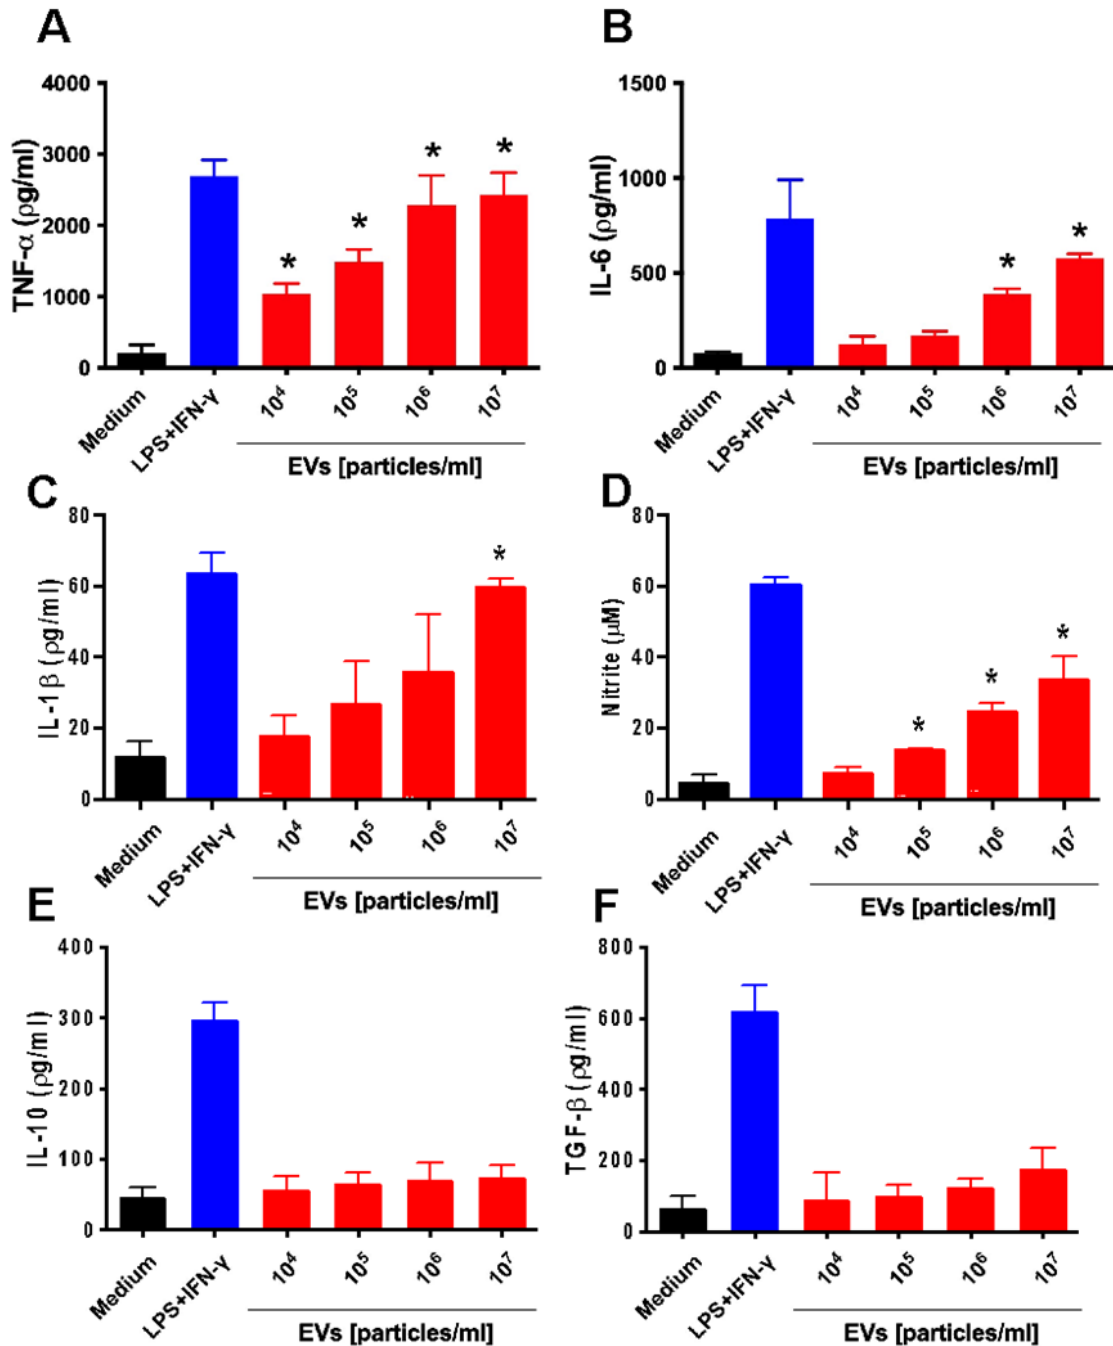 A
TNF-α (ρg/ml)
4000
3000
2000
1000
0
* * * *
Medium
LPS+IFN-γ
10⁴
10⁵
10⁶
10⁷
EVs [particles/ml]
B
IL-6 (ρg/ml)
1500
1000
500
0
* *
Medium
LPS+IFN-γ
10⁴
10⁵
10⁶
10⁷
EVs [particles/ml]
C
IL-1β (ρg/ml)
80
60
40
20
0
*
Medium
LPS+IFN-γ
10⁴
10⁵
10⁶
10⁷
EVs [particles/ml]
D
Nitrite (μM)
80
60
40
20
0
* * *
Medium
LPS+IFN-γ
10⁴
10⁵
10⁶
10⁷
EVs [particles/ml]
E
IL-10 (ρg/ml)
400
300
200
100
0
Medium
LPS+IFN-γ
10⁴
10⁵
10⁶
10⁷
EVs [particles/ml]
F
TGF-β (ρg/ml)
800
600
400
200
0
Medium
LPS+IFN-γ
10⁴
10⁵
10⁶
10⁷
EVs [particles/ml]